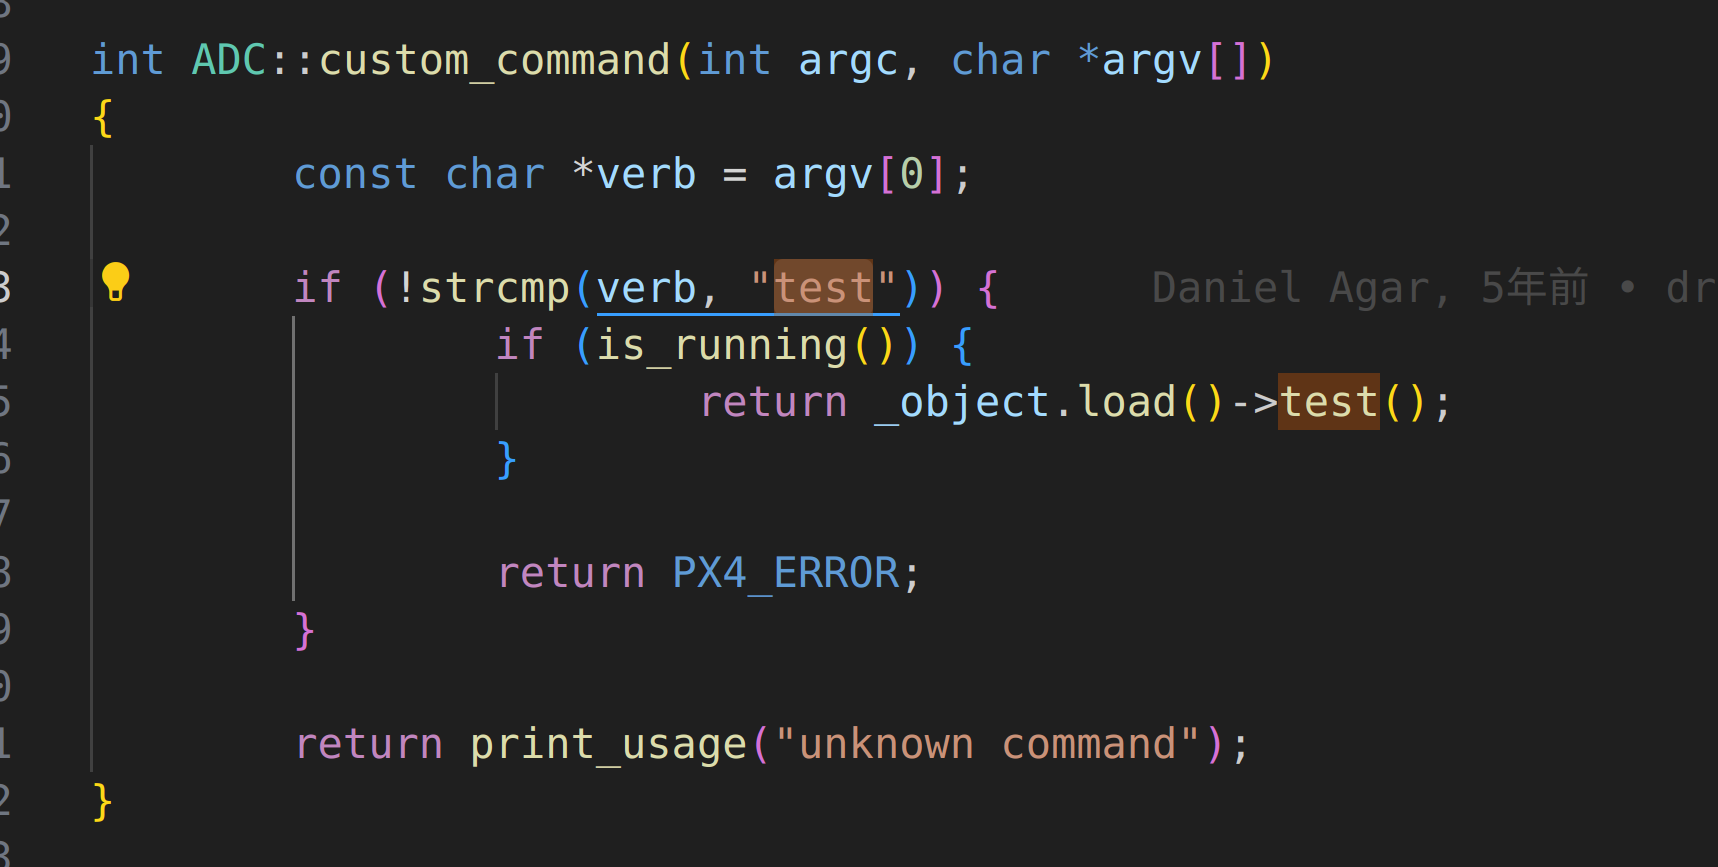 int ADC::custom_command(int argc, char *argv[])
{
const char *verb = argv[0];
if (!strcmp(verb, "test")) { Daniel Agar, 5年前 • dr
if (is_running()) {
return _object.load()->test();
}
return PX4_ERROR;
}
return print_usage("unknown command");
}